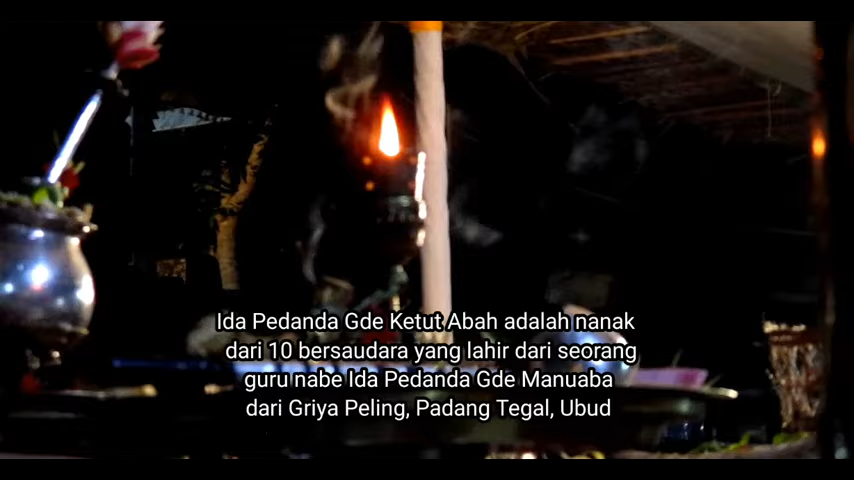 Ida Pedanda Gde Ketut Abah adalah nanak
dari 10 bersaudara yang lahir dari seorang
guru nabe Ida Pedanda Gde Manuaba
dari Griya Peling, Padang Tegal, Ubud